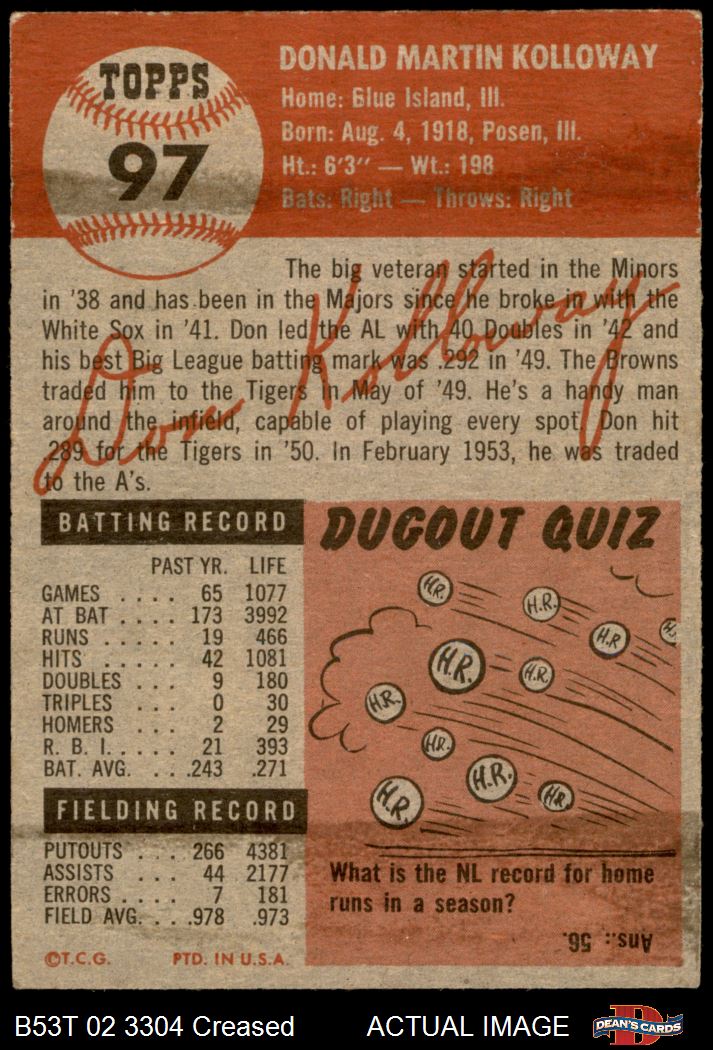 TOPPS
97
DONALD MARTIN KOLLOWAY
Home: Blue Island, Ill.
Born: Aug. 4, 1918, Posen, Ill.
Ht.: 6'3" — Wt.: 198
Bats: Right — Throws: Right
The big veteran started in the Minors
in '38 and has been in the Majors since he broke in with the
White Sox in '41. Don led the AL with 40 Doubles in '42 and
his best Big League batting mark was .292 in '49. The Browns
traded him to the Tigers in May of '49. He's a handy man
around the infield, capable of playing every spot. Don hit
.289 for the Tigers in '50. In February 1953, he was traded
to the A's.
Don Kolloway
BATTING RECORD
PAST YR. LIFE
GAMES . . . . 65 1077
AT BAT . . . . 173 3992
RUNS . . . . . 19 466
HITS . . . . . 42 1081
DOUBLES . . . 9 180
TRIPLES . . . 0 30
HOMERS . . . 2 29
R. B. I. . . . . 21 393
BAT. AVG. . . . .243 .271
FIELDING RECORD
PUTOUTS . . . 266 4381
ASSISTS . . . 44 2177
ERRORS . . . . 7 181
FIELD AVG. . . .978 .973
©T.C.G. PTD. IN U.S.A.
DUGOUT QUIZ
H.R.
H.R.
H.R.
H.R.
H.R.
H.R.
H.R.
H.R.
H.R.
H.R.
H.
What is the NL record for home
runs in a season?
Ans.: 56.
B53T 02 3304 Creased ACTUAL IMAGE
D
DEAN'S CARDS